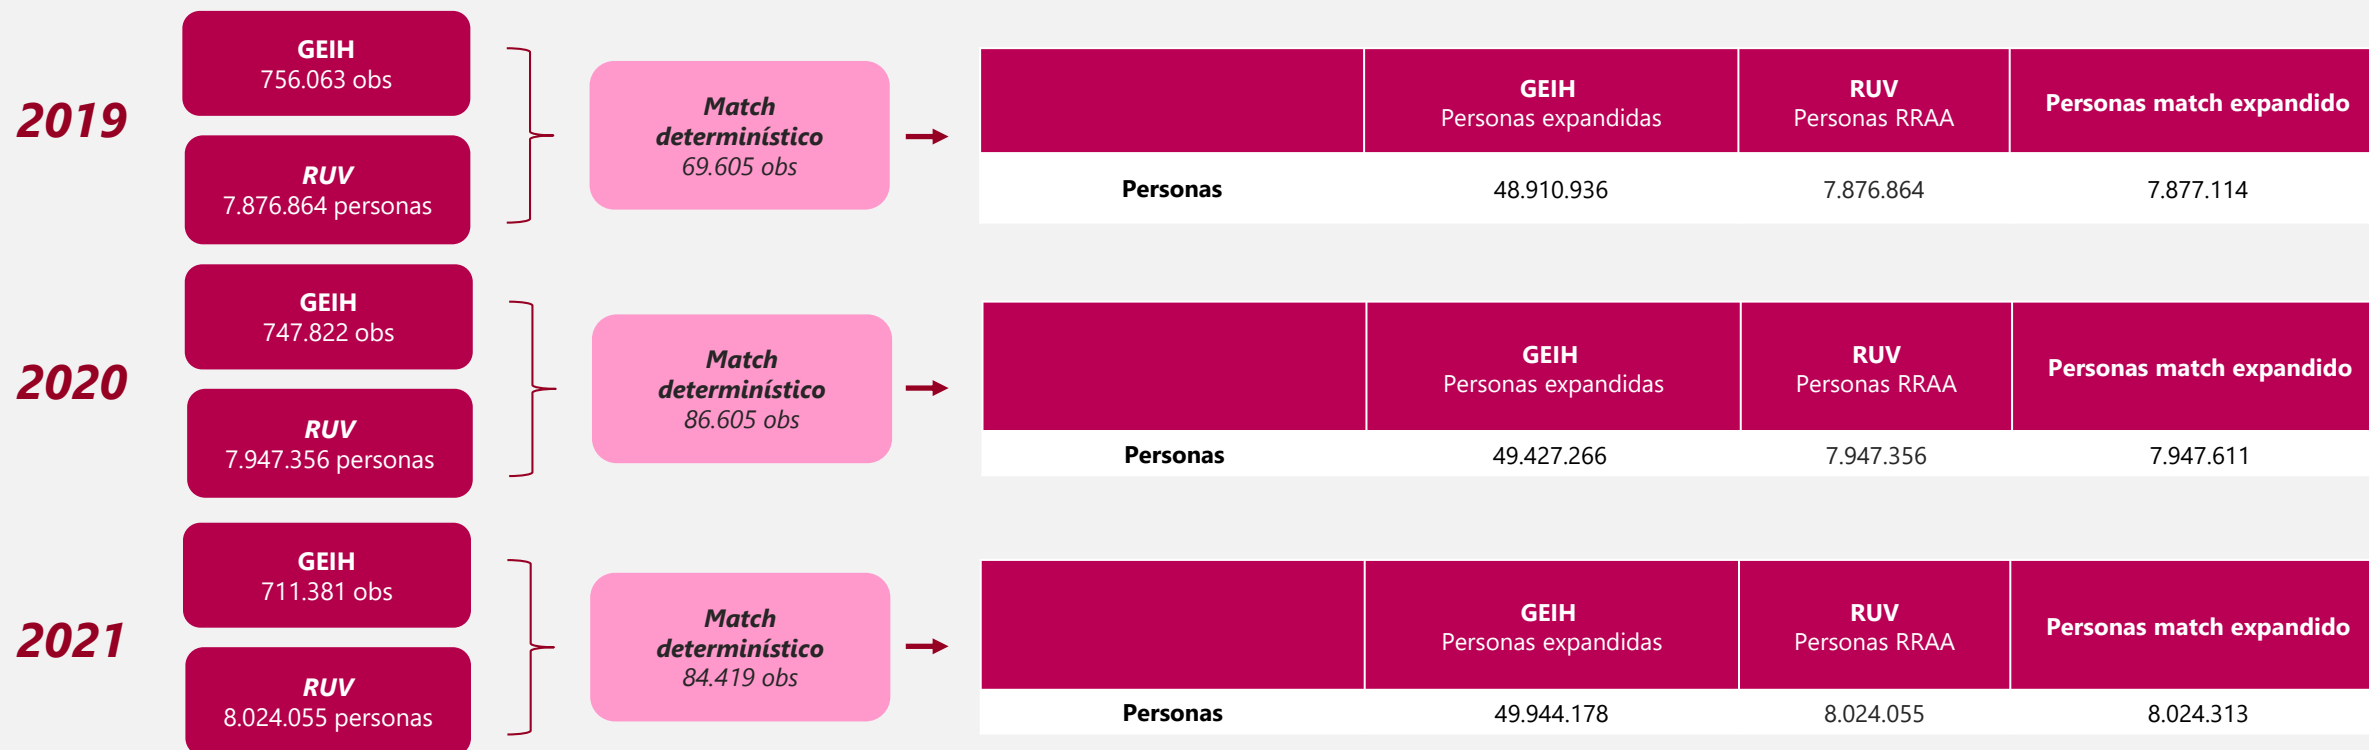 2019
GEIH
756.063 obs
RUV
7.876.864 personas
Match
determinístico
69.605 obs
GEIH
Personas expandidas
RUV
Personas RRAA
Personas match expandido
Personas
48.910.936
7.876.864
7.877.114
2020
GEIH
747.822 obs
RUV
7.947.356 personas
Match
determinístico
86.605 obs
GEIH
Personas expandidas
RUV
Personas RRAA
Personas match expandido
Personas
49.427.266
7.947.356
7.947.611
2021
GEIH
711.381 obs
RUV
8.024.055 personas
Match
determinístico
84.419 obs
GEIH
Personas expandidas
RUV
Personas RRAA
Personas match expandido
Personas
49.944.178
8.024.055
8.024.313